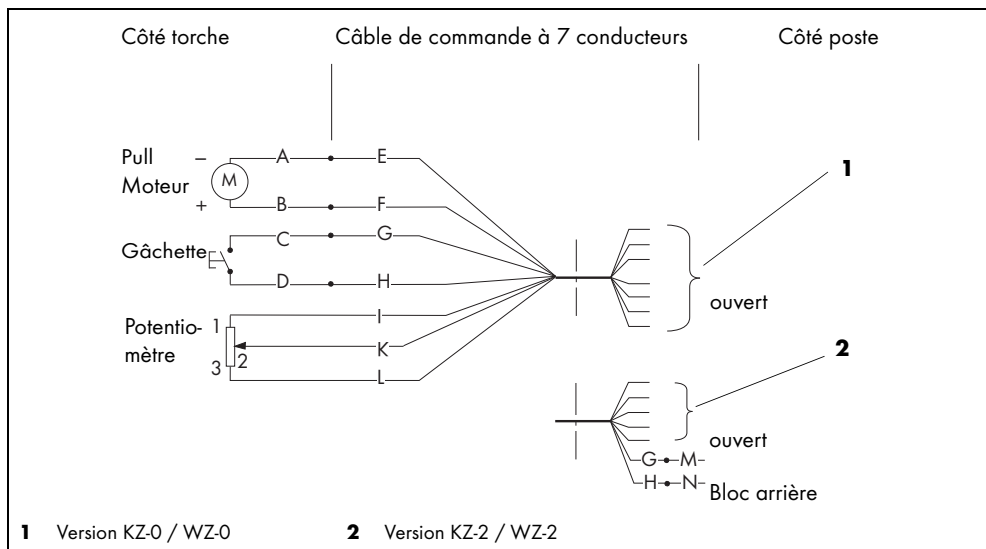 Côté torche Câble de commande à 7 conducteurs Côté poste
Pull
Moteur
–
+
M
A E
B F
1
Gâchette
C G
D H
ouvert
Potentio-
mètre
1
2
3
I
K
L
2
ouvert
G M
H N
Bloc arrière
1 Version KZ-0 / WZ-0 2 Version KZ-2 / WZ-2